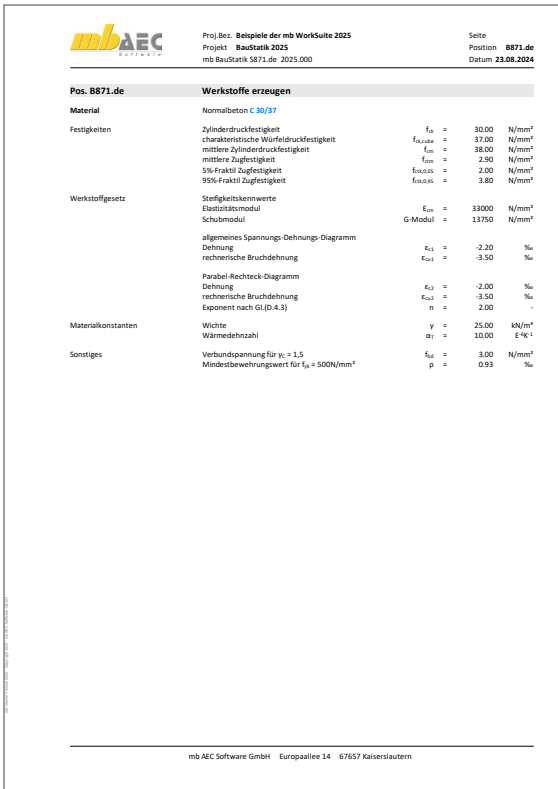 mbAEC
Software
Proj.Bez. Beispiele der mb WorkSuite 2025 Seite
Projekt BauStatik 2025 Position B871.de
mb BauStatik S871.de 2025.000 Datum 23.08.2024
Pos. B871.de Werkstoffe erzeugen
Material Normalbeton C 30/37
Festigkeiten Zylinderdruckfestigkeit fck = 30.00 N/mm²
charakteristische Würfeldruckfestigkeit fck,cube = 37.00 N/mm²
mittlere Zylinderdruckfestigkeit fcm = 38.00 N/mm²
mittlere Zugfestigkeit fctm = 2.90 N/mm²
5%-Fraktil Zugfestigkeit fctk;0,05 = 2.00 N/mm²
95%-Fraktil Zugfestigkeit fctk;0,95 = 3.80 N/mm²
Werkstoffgesetz Steifigkeitskennwerte
Elastizitätsmodul Ecm = 33000 N/mm²
Schubmodul G-Modul = 13750 N/mm²
allgemeines Spannungs-Dehnungs-Diagramm
Dehnung εc1 = -2.20 ‰
rechnerische Bruchdehnung εcu1 = -3.50 ‰
Parabel-Rechteck-Diagramm
Dehnung εc2 = -2.00 ‰
rechnerische Bruchdehnung εcu2 = -3.50 ‰
Exponent nach Gl.(D.4.3) n = 2.00 -
Materialkonstanten Wichte γ = 25.00 kN/m³
Wärmedehnzahl αT = 10.00 E⁻⁶K⁻¹
Sonstiges Verbundspannung für γC = 1,5 fbd = 3.00 N/mm²
Mindestbewehrungswert für fyk = 500N/mm² ρ = 0.93 ‰
mb AEC Software GmbH Europaallee 14 67657 Kaiserslautern